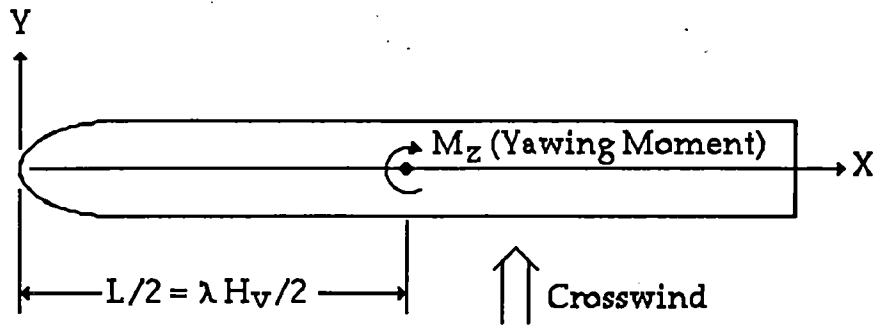 Y
M_Z (Yawing Moment)
X
L/2 = λ H_V/2
Crosswind